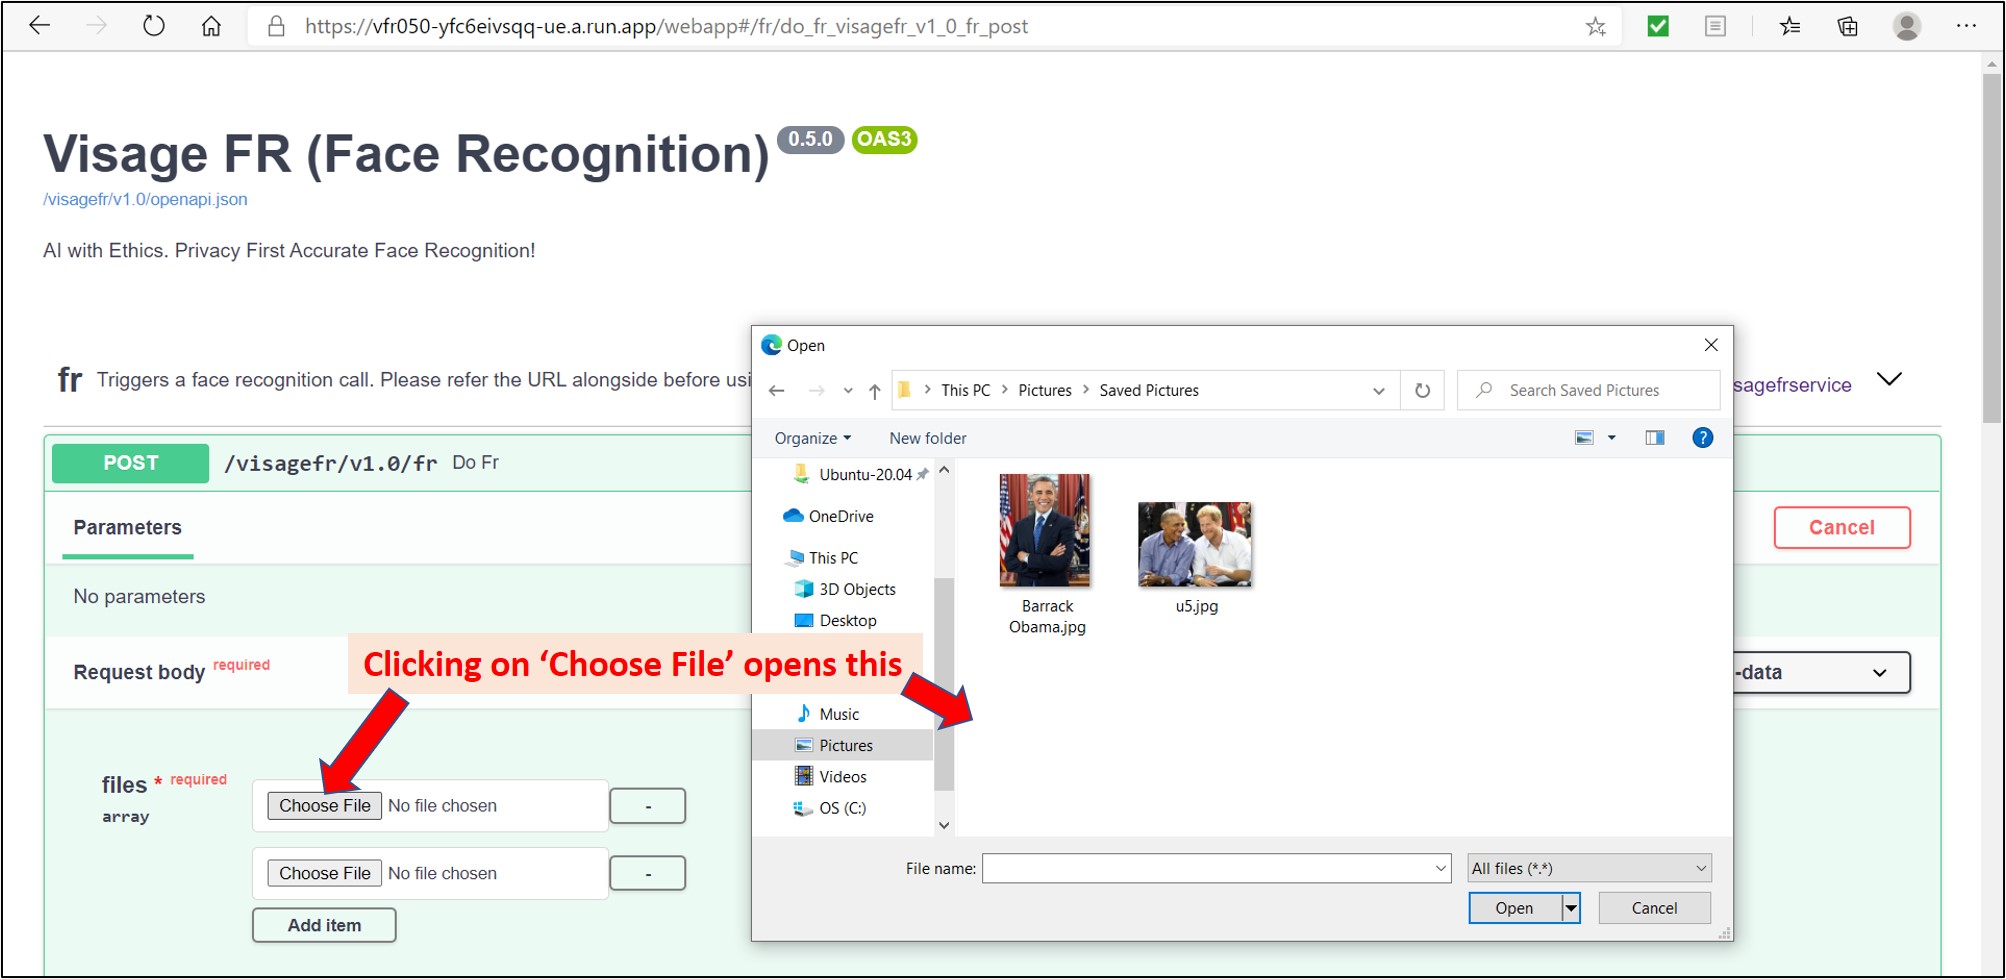 https://vfr050-yfc6eivsqq-ue.a.run.app/webapp#/fr/do_fr_visagefr_v1_0_fr_post
Visage FR (Face Recognition) 0.5.0 OAS3
/visagefr/v1.0/openapi.json
AI with Ethics. Privacy First Accurate Face Recognition!
fr Triggers a face recognition call. Please refer the URL alongside before usi
sagefrservice
POST /visagefr/v1.0/fr Do Fr
Parameters
Cancel
No parameters
Request body required
-data
Clicking on ‘Choose File’ opens this
files * required
array
Choose File No file chosen -
Choose File No file chosen -
Add item
Open
This PC > Pictures > Saved Pictures
Search Saved Pictures
Organize New folder
?
Ubuntu-20.04
OneDrive
This PC
3D Objects
Desktop
Music
Pictures
Videos
OS (C:)
Barrack
Obama.jpg
u5.jpg
File name:
All files (*.*)
Open Cancel